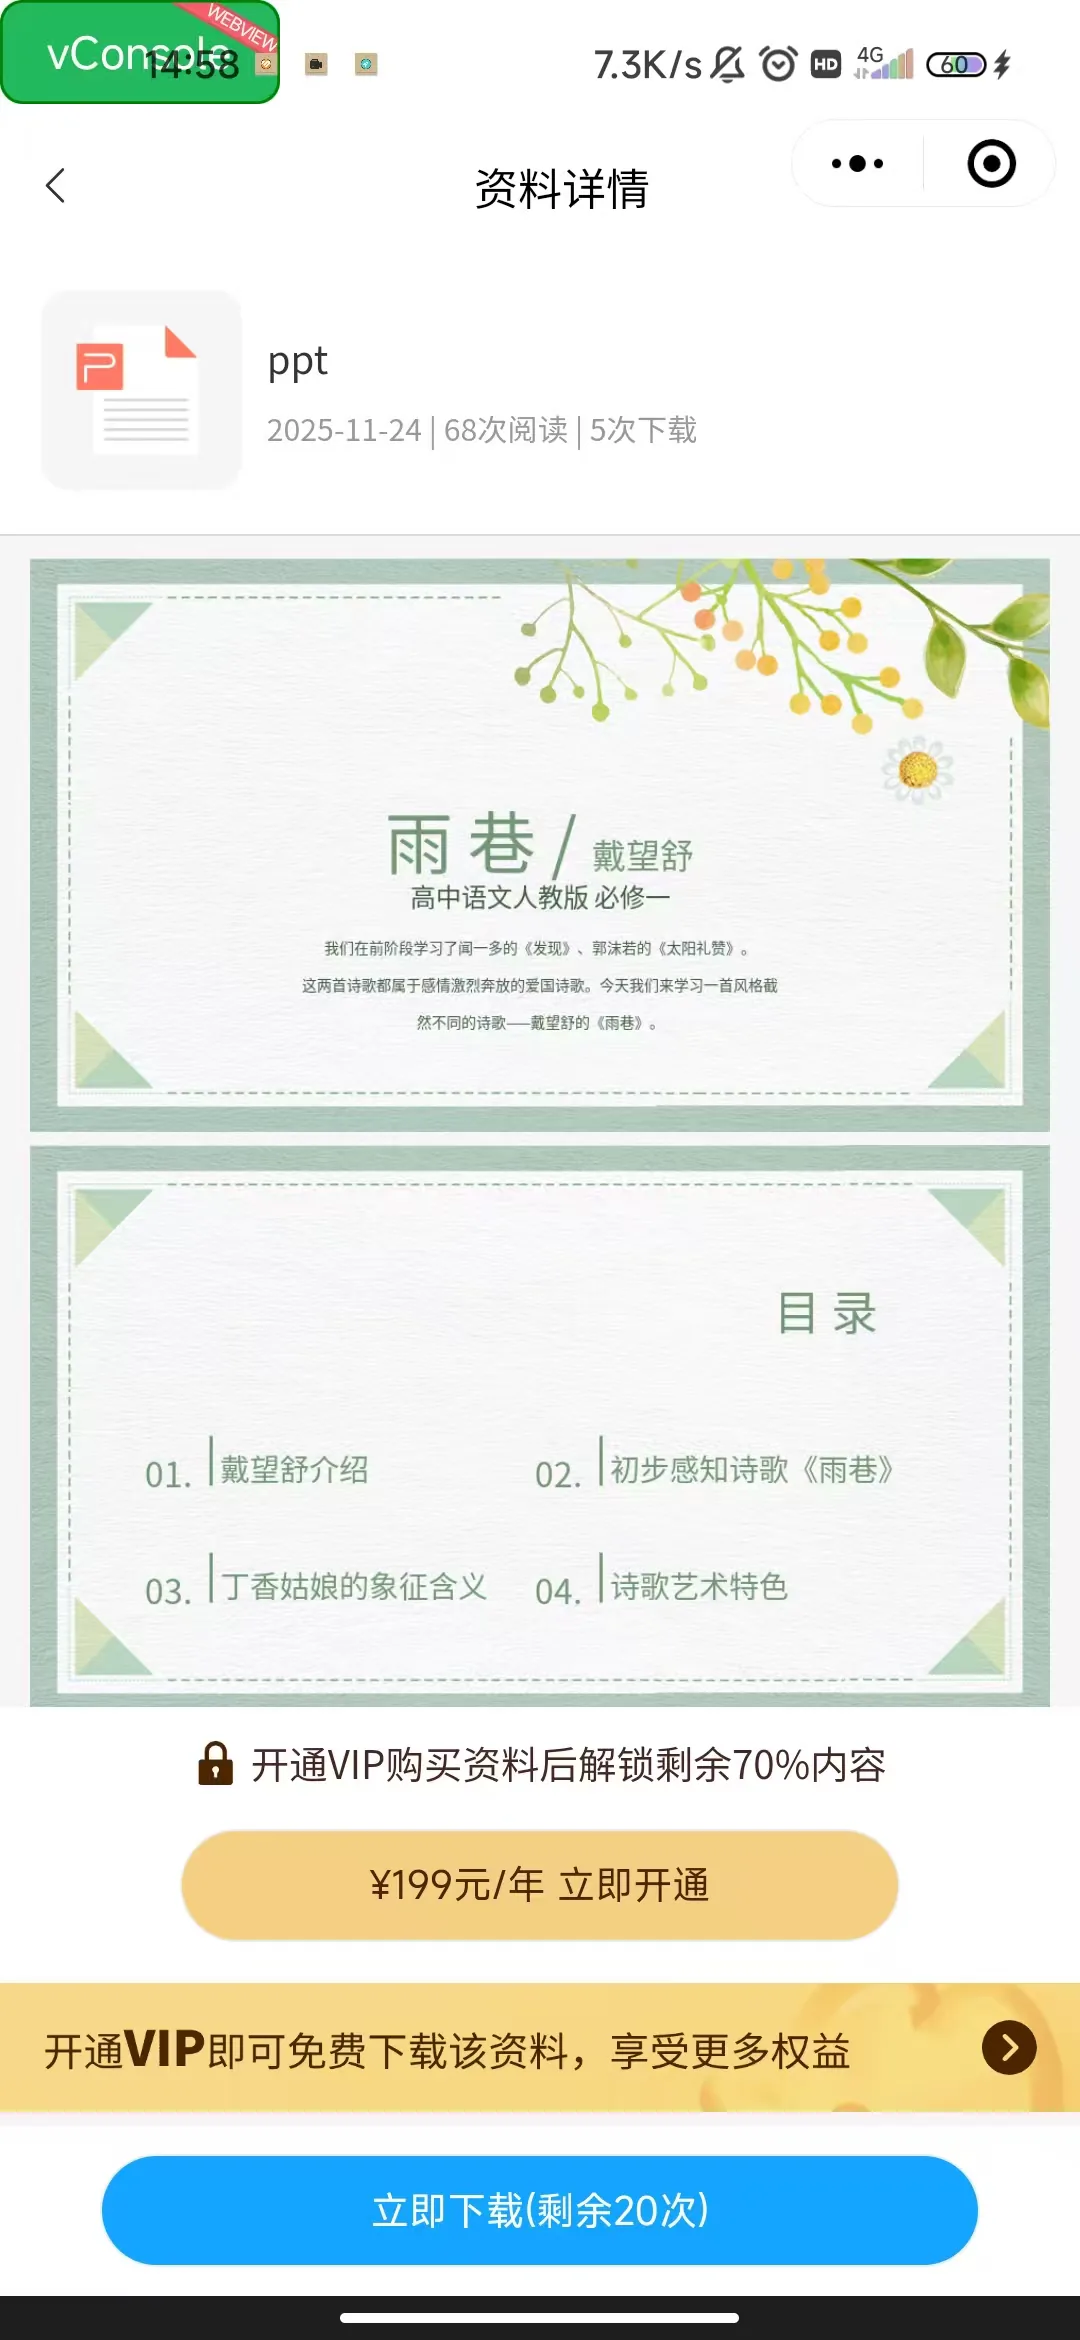 vConsole
WEBVIEW
14:58
7.3K/s
HD
4G
60
资料详情
ppt
2025-11-24 | 68次阅读 | 5次下载
雨 巷 / 戴望舒
高中语文人教版 必修一
我们在前阶段学习了闻一多的《发现》、郭沫若的《太阳礼赞》。
这两首诗歌都属于感情激烈奔放的爱国诗歌。今天我们来学习一首风格截
然不同的诗歌——戴望舒的《雨巷》。
目 录
01. 戴望舒介绍
02. 初步感知诗歌《雨巷》
03. 丁香姑娘的象征含义
04. 诗歌艺术特色
开通VIP购买资料后解锁剩余70%内容
¥199元/年 立即开通
开通VIP即可免费下载该资料，享受更多权益
立即下载(剩余20次)